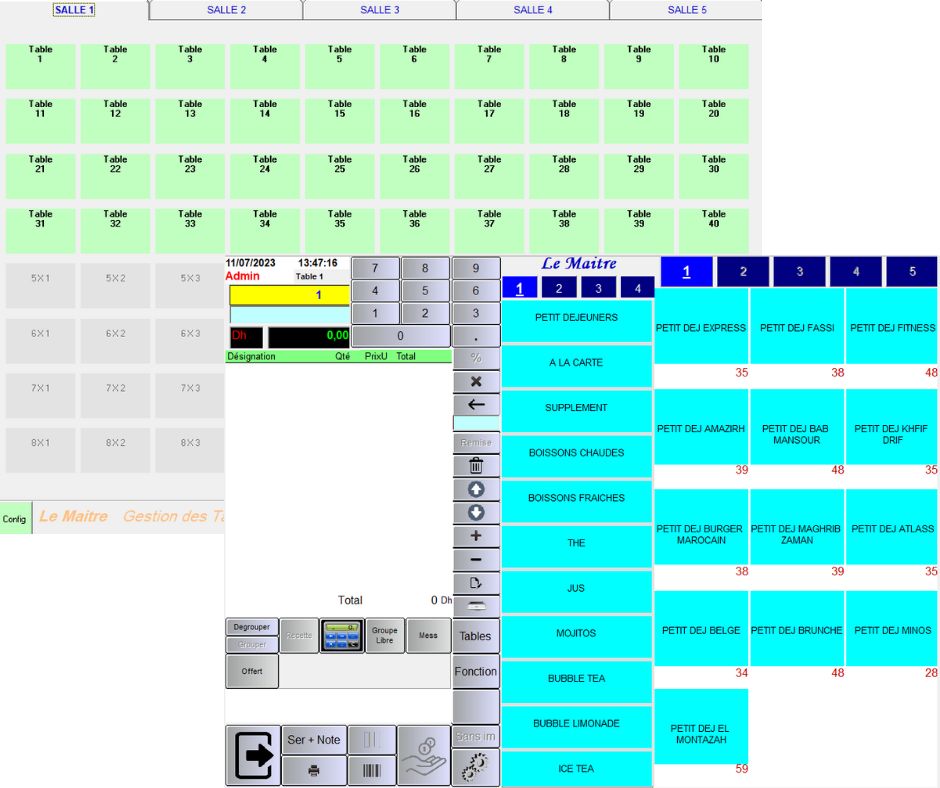 SALLE 1 SALLE 2 SALLE 3 SALLE 4 SALLE 5
Table 1 Table 2 Table 3 Table 4 Table 5 Table 6 Table 7 Table 8 Table 9 Table 10
Table 11 Table 12 Table 13 Table 14 Table 15 Table 16 Table 17 Table 18 Table 19 Table 20
Table 21 Table 22 Table 23 Table 24 Table 25 Table 26 Table 27 Table 28 Table 29 Table 30
Table 31 Table 32 Table 33 Table 34 Table 35 Table 36 Table 37 Table 38 Table 39 Table 40
5X1 5X2 5X3
6X1 6X2 6X3
7X1 7X2 7X3
8X1 8X2 8X3
Config Le Maitre Gestion des Ta
11/07/2023 13:47:16
Admin Table 1
1
Dh 0,00
7 8 9
4 5 6
1 2 3
0 .
Désignation Qté PrixU Total
%
Remise
Total 0 Dh
Degrouper
Grouper
Recette
Groupe
Libre
Mess
Tables
Offert
Fonction
Ser + Note
Sans im
Le Maitre
1 2 3 4
PETIT DEJEUNERS
A LA CARTE
SUPPLEMENT
BOISSONS CHAUDES
BOISSONS FRAICHES
THE
JUS
MOJITOS
BUBBLE TEA
BUBBLE LIMONADE
ICE TEA
1 2 3 4 5
PETIT DEJ EXPRESS PETIT DEJ FASSI PETIT DEJ FITNESS
35 38 48
PETIT DEJ AMAZIRH PETIT DEJ BAB MANSOUR PETIT DEJ KHFIF DRIF
39 48 35
PETIT DEJ BURGER MAROCAIN PETIT DEJ MAGHRIB ZAMAN PETIT DEJ ATLASS
38 39 35
PETIT DEJ BELGE PETIT DEJ BRUNCHE PETIT DEJ MINOS
34 48 28
PETIT DEJ EL MONTAZAH
59